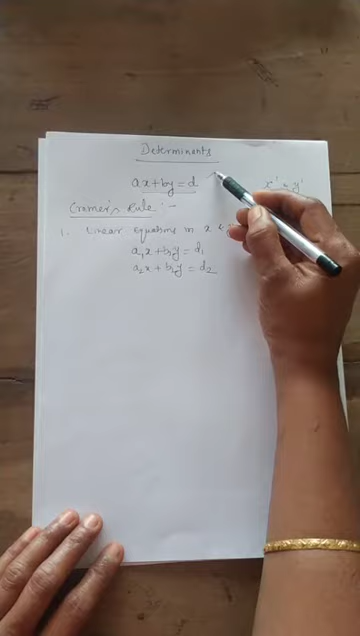 Determinants
ax + by = d
x' & y'
Cramer's Rule :-
1. Linear equations in x &
a₁x + b₁y = d₁
a₂x + b₂y = d₂